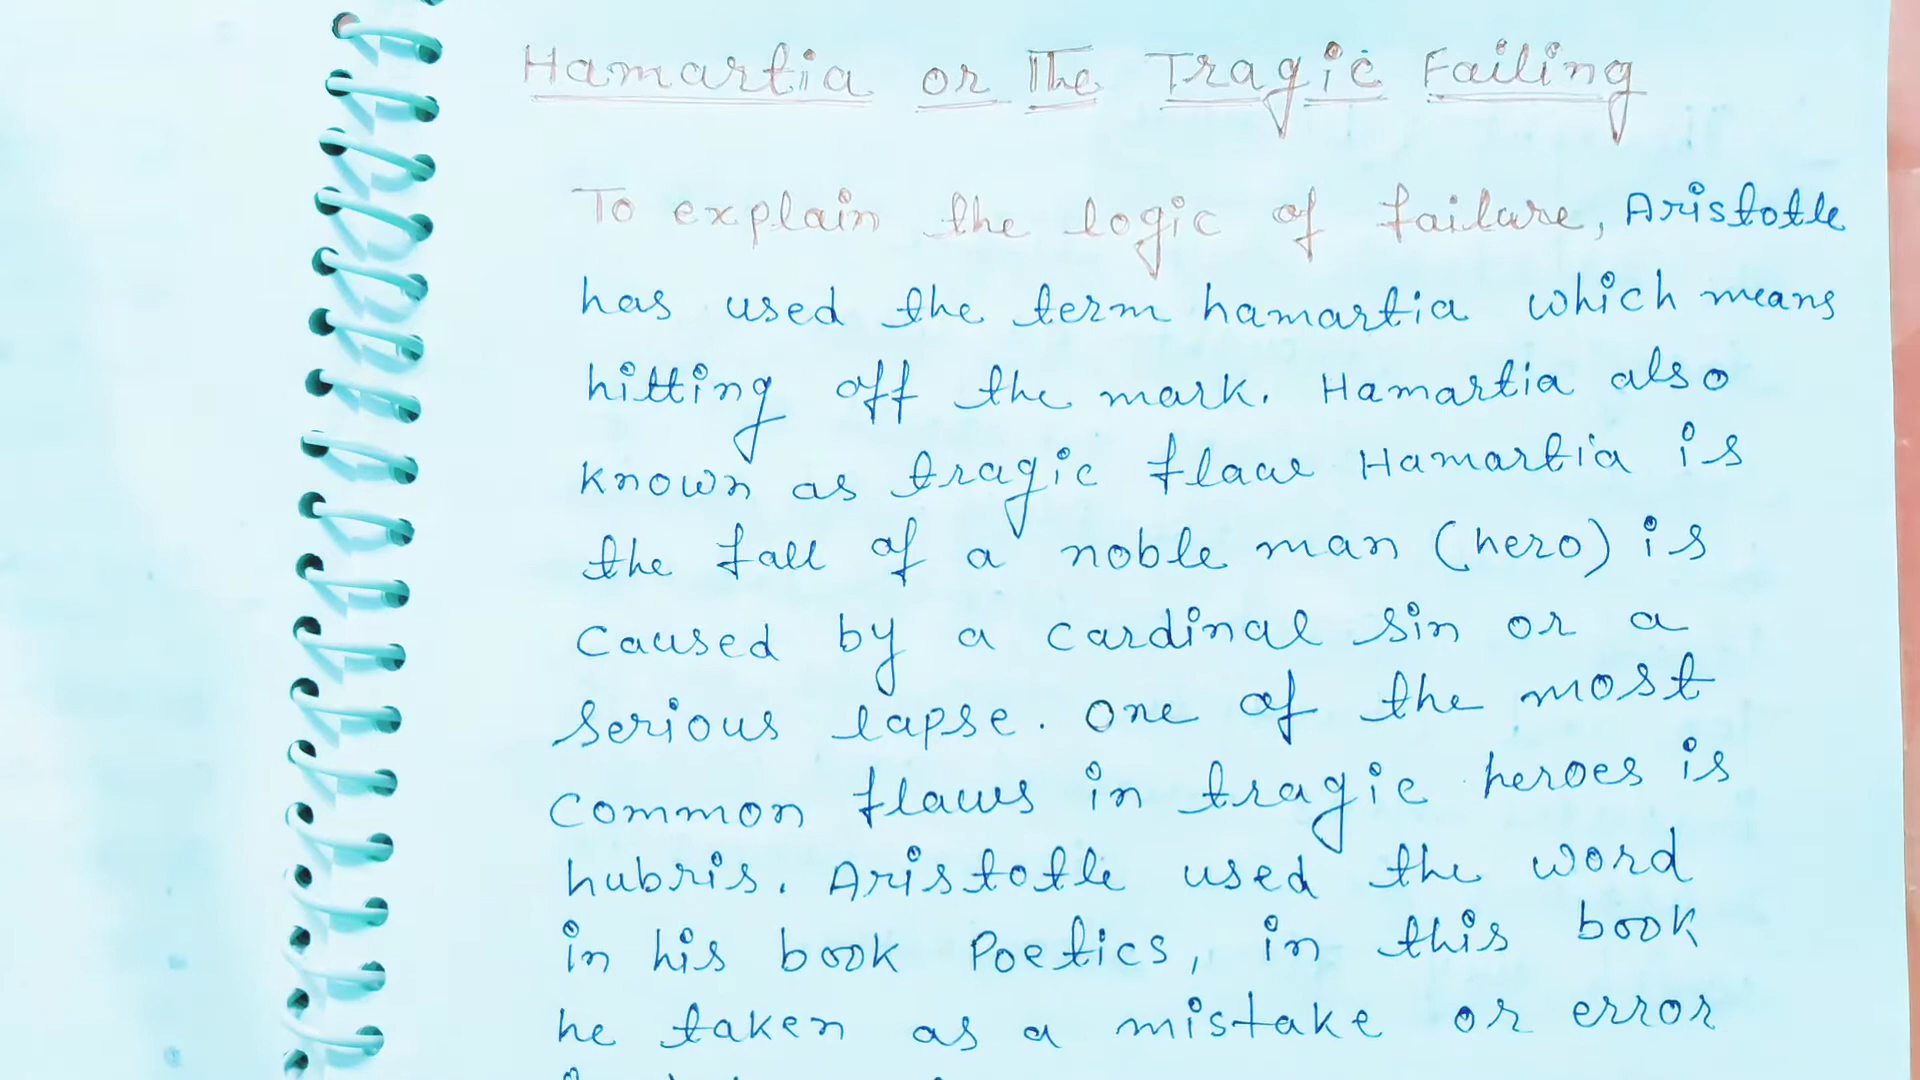 Hamartia or The Tragic Failing
To explain the logic of failure, Aristotle
has used the term hamartia which means
hitting off the mark. Hamartia also
known as tragic flaw Hamartia is
the fall of a noble man (hero) is
caused by a cardinal sin or a
serious lapse. One of the most
common flaws in tragic heroes is
hubris. Aristotle used the word
in his book Poetics, in this book
he taken as a mistake or error